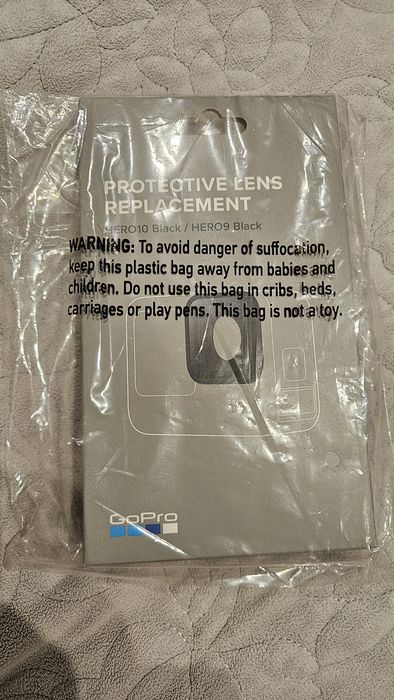 PROTECTIVE LENS
REPLACEMENT
HERO10 Black / HERO9 Black
WARNING: To avoid danger of suffocation,
keep this plastic bag away from babies and
children. Do not use this bag in cribs, beds,
carriages or play pens. This bag is not a toy.
GoPro